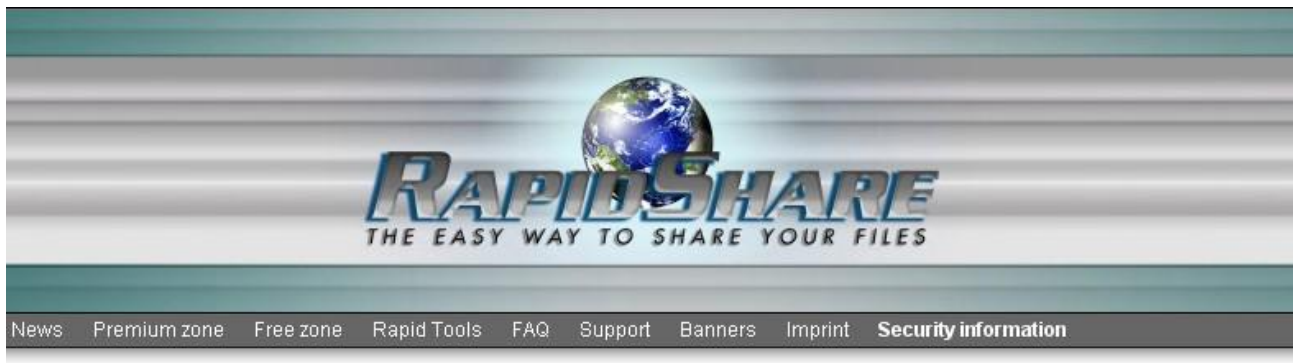 RAPIDSHARE
THE EASY WAY TO SHARE YOUR FILES
News Premium zone Free zone Rapid Tools FAQ Support Banners Imprint Security information